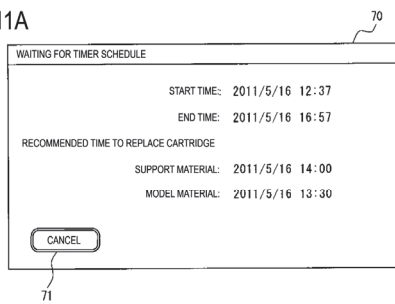 11A
70
WAITING FOR TIMER SCHEDULE
START TIME: 2011/5/16 12:37
END TIME: 2011/5/16 16:57
RECOMMENDED TIME TO REPLACE CARTRIDGE
SUPPORT MATERIAL: 2011/5/16 14:00
MODEL MATERIAL: 2011/5/16 13:30
CANCEL
71